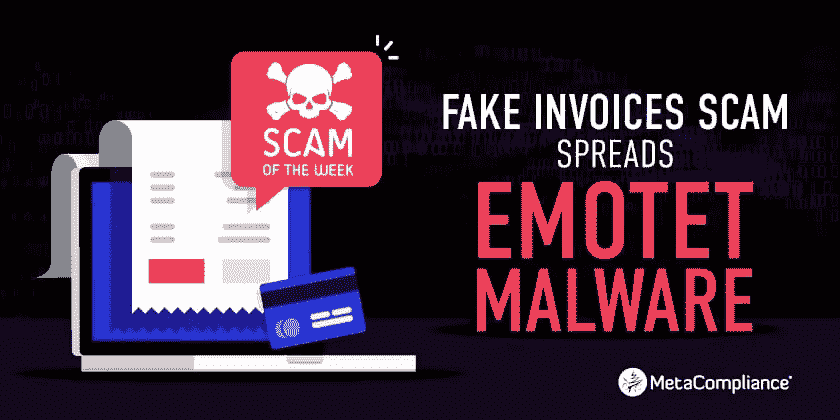 SCAM
OF THE WEEK
FAKE INVOICES SCAM
SPREADS
EMOTET
MALWARE
MetaCompliance